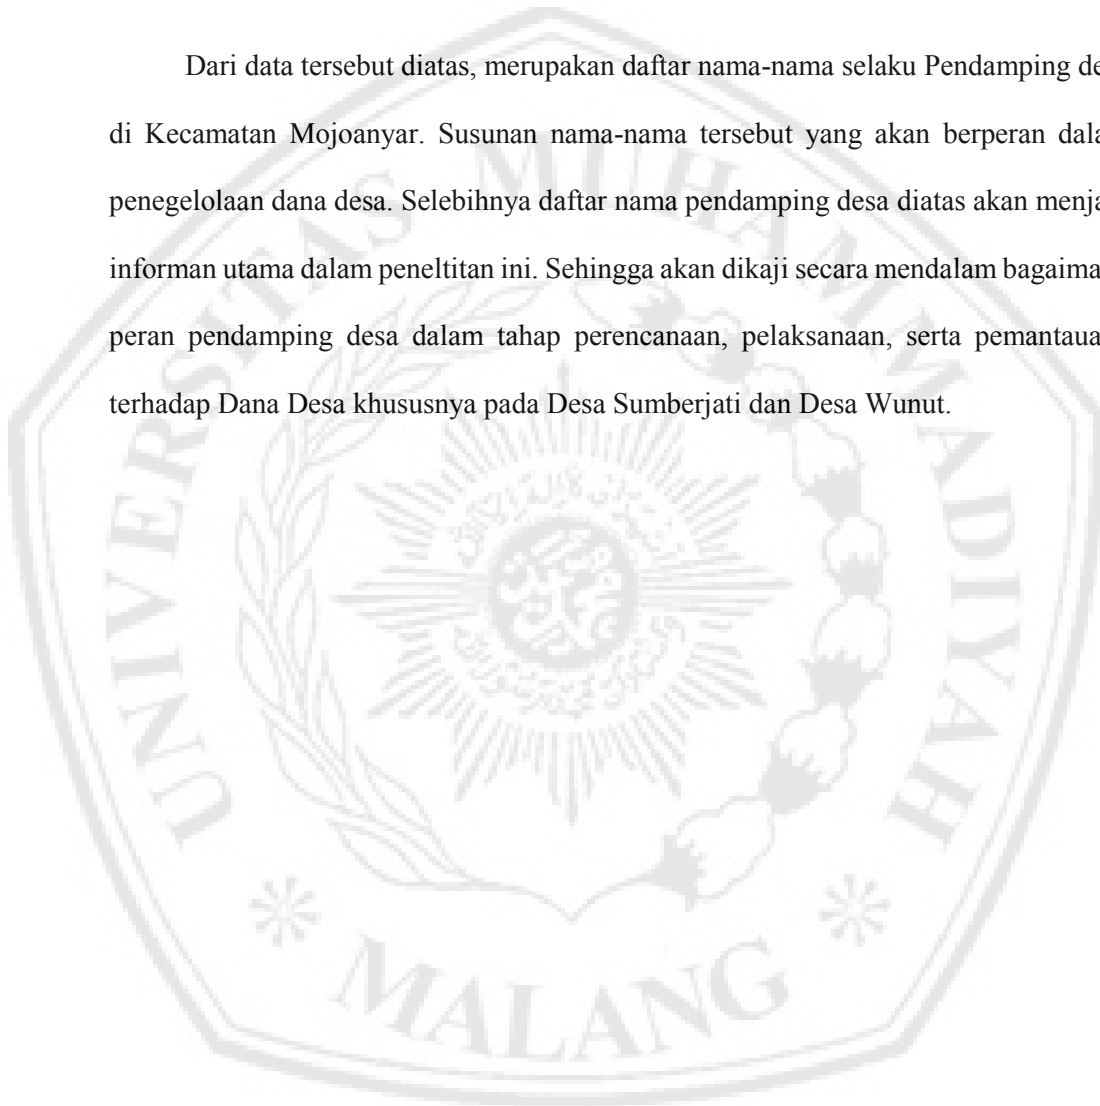 Dari data tersebut diatas, merupakan daftar nama-nama selaku Pendamping de
di Kecamatan Mojoanyar. Susunan nama-nama tersebut yang akan berperan dala
penegelolaan dana desa. Selebihnya daftar nama pendamping desa diatas akan menja
informan utama dalam peneltitan ini. Sehingga akan dikaji secara mendalam bagaima
peran pendamping desa dalam tahap perencanaan, pelaksanaan, serta pemantaua
terhadap Dana Desa khususnya pada Desa Sumberjati dan Desa Wunut.
UNIVERSITAS MUHAMMADIYAH
MALANG